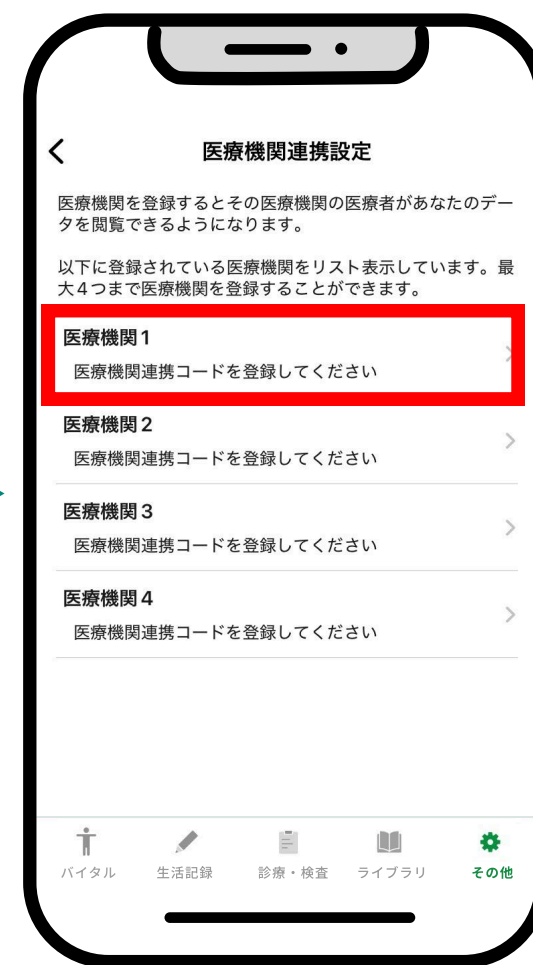 医療機関連携設定
医療機関を登録するとその医療機関の医療者があなたのデー
タを閲覧できるようになります。
以下に登録されている医療機関をリスト表示しています。最
大4つまで医療機関を登録することができます。
医療機関1
医療機関連携コードを登録してください
医療機関2
医療機関連携コードを登録してください
医療機関3
医療機関連携コードを登録してください
医療機関4
医療機関連携コードを登録してください
バイタル 生活記録 診療・検査 ライブラリ その他